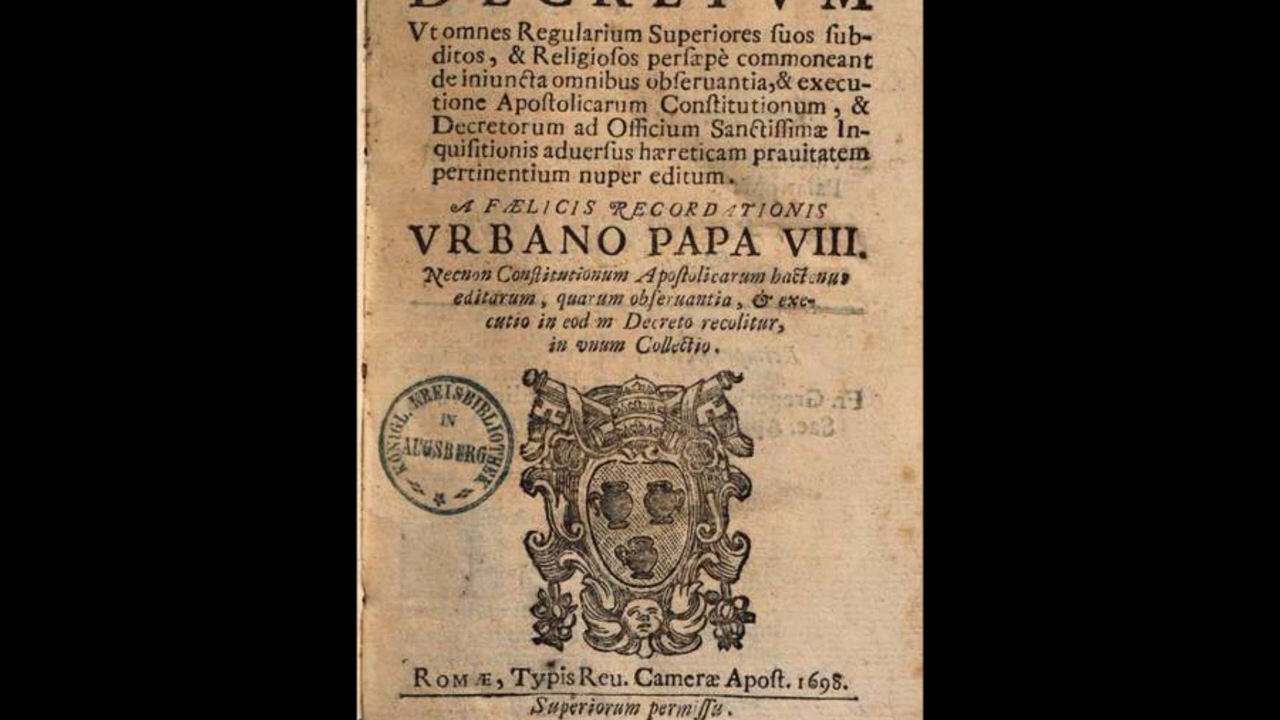 DECRETVM
Vt omnes Regularium Superiores ſuos ſub-
ditos, & Religioſos perſæpè commoneant
de iniuncta omnibus obſeruantia, & execu-
tione Apoſtolicarum Conſtitutionum, &
Decretorum ad Officium Sanctiſſimæ In-
quiſitionis aduerſus hæreticam prauitatem
pertinentium nuper editum.
A FÆLICIS RECORDATIONIS
VRBANO PAPA VIII.
Necnon Conſtitutionum Apoſtolicarum hactenus
editarum, quarum obſeruantia, & exe-
cutio in eod m Decreto recolitur,
in vnum Collectio.
KÖNIGL. KREISBIBLIOTHEK
IN
AUGSBURG
ROMÆ, Typis Reu. Cameræ Apoſt. 1698.
Superiorum permiſſu.